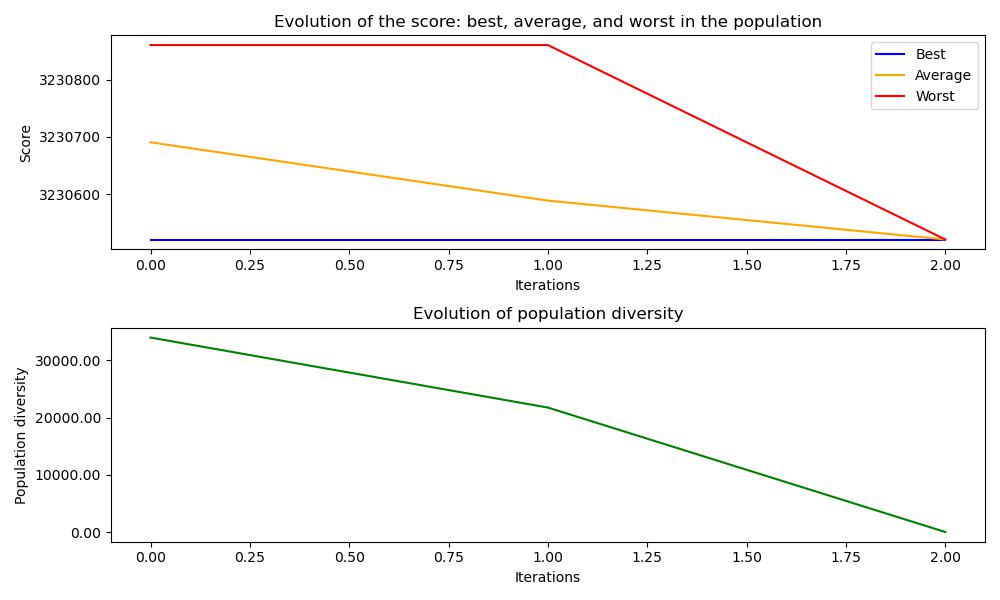 Evolution of the score: best, average, and worst in the population
Score
3230800
3230700
3230600
Best
Average
Worst
0.00 0.25 0.50 0.75 1.00 1.25 1.50 1.75 2.00
Iterations
Evolution of population diversity
Population diversity
30000.00
20000.00
10000.00
0.00
0.00 0.25 0.50 0.75 1.00 1.25 1.50 1.75 2.00
Iterations